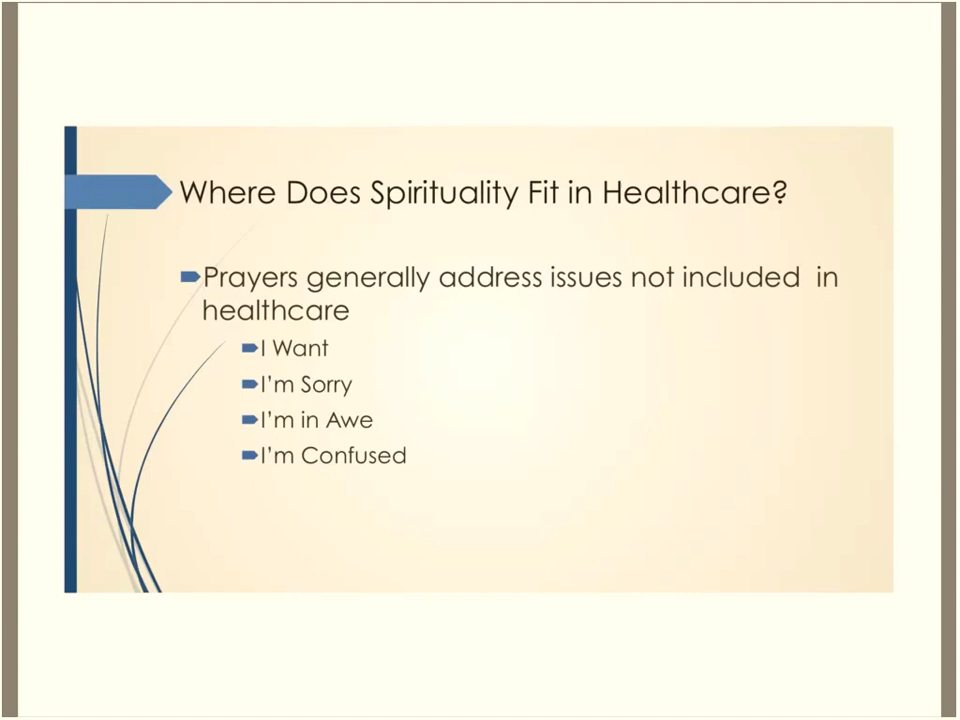 Where Does Spirituality Fit in Healthcare?
Prayers generally address issues not included in
healthcare
I Want
I'm Sorry
I'm in Awe
I'm Confused